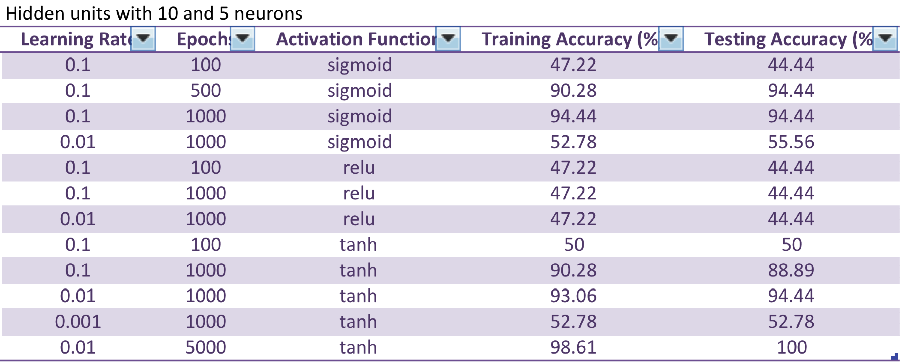 Hidden units with 10 and 5 neurons
Learning Rate Epochs Activation Function Training Accuracy (% Testing Accuracy (%
0.1 100 sigmoid 47.22 44.44
0.1 500 sigmoid 90.28 94.44
0.1 1000 sigmoid 94.44 94.44
0.01 1000 sigmoid 52.78 55.56
0.1 100 relu 47.22 44.44
0.1 1000 relu 47.22 44.44
0.01 1000 relu 47.22 44.44
0.1 100 tanh 50 50
0.1 1000 tanh 90.28 88.89
0.01 1000 tanh 93.06 94.44
0.001 1000 tanh 52.78 52.78
0.01 5000 tanh 98.61 100